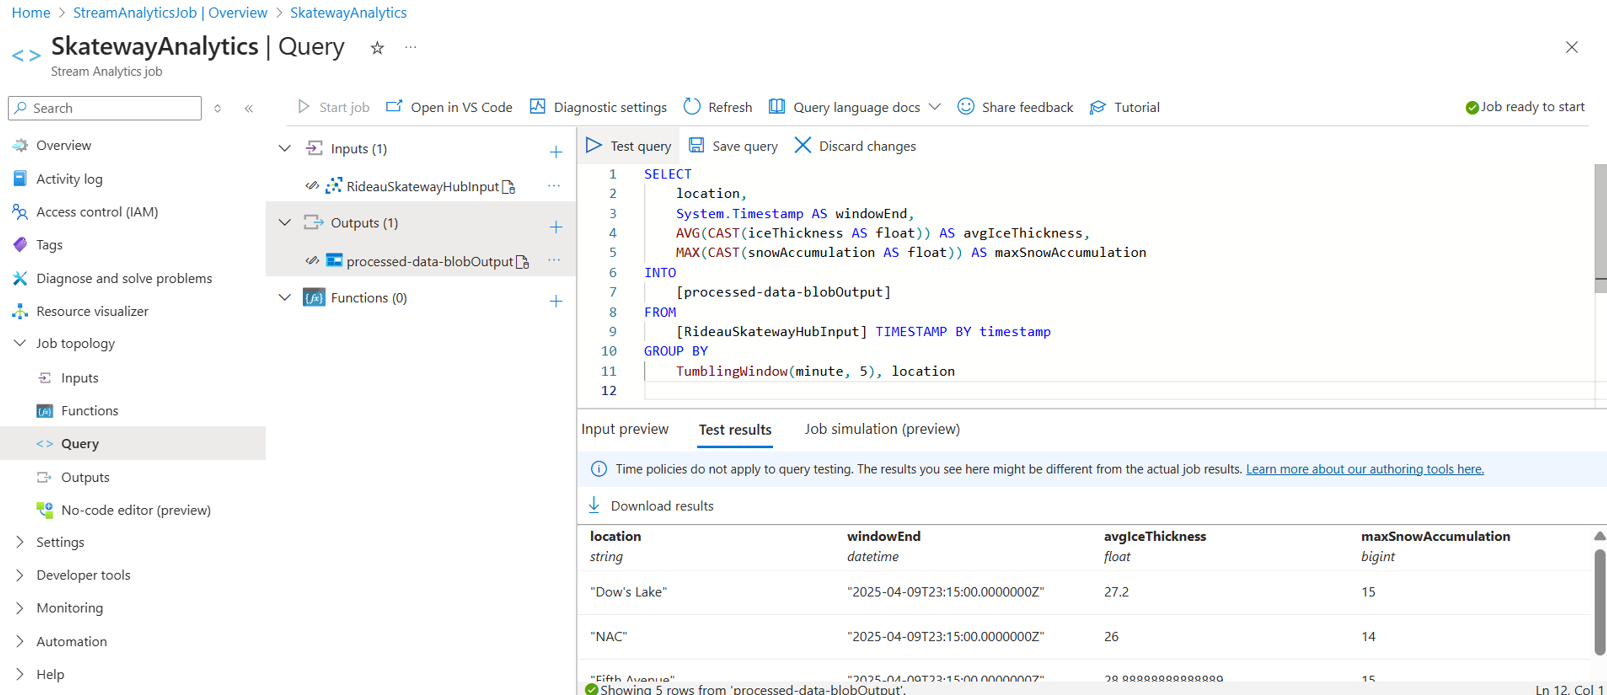 Home > StreamAnalyticsJob | Overview > SkatewayAnalytics
SkatewayAnalytics | Query
Stream Analytics job
Search
Start job
Open in VS Code
Diagnostic settings
Refresh
Query language docs
Share feedback
Tutorial
Job ready to start
Overview
Activity log
Access control (IAM)
Tags
Diagnose and solve problems
Resource visualizer
Job topology
Inputs
Functions
Query
Outputs
No-code editor (preview)
Settings
Developer tools
Monitoring
Automation
Help
Inputs (1)
RideauSkatewayHubInput
Outputs (1)
processed-data-blobOutput
Functions (0)
Test query
Save query
Discard changes
1 SELECT
2 location,
3 System.Timestamp AS windowEnd,
4 AVG(CAST(iceThickness AS float)) AS avgIceThickness,
5 MAX(CAST(snowAccumulation AS float)) AS maxSnowAccumulation
6 INTO
7 [processed-data-blobOutput]
8 FROM
9 [RideauSkatewayHubInput] TIMESTAMP BY timestamp
10 GROUP BY
11 TumblingWindow(minute, 5), location
12
Input preview
Test results
Job simulation (preview)
Time policies do not apply to query testing. The results you see here might be different from the actual job results. Learn more about our authoring tools here.
Download results
location windowEnd avgIceThickness maxSnowAccumulation
string datetime float bigint
"Dow's Lake" "2025-04-09T23:15:00.0000000Z" 27.2 15
"NAC" "2025-04-09T23:15:00.0000000Z" 26 14
"Fifth Avenue" "2025-04-09T23:15:00.0000000Z" 28.88888888888889 15
Showing 5 rows from 'processed-data-blobOutput'.
Ln 12, Col 1